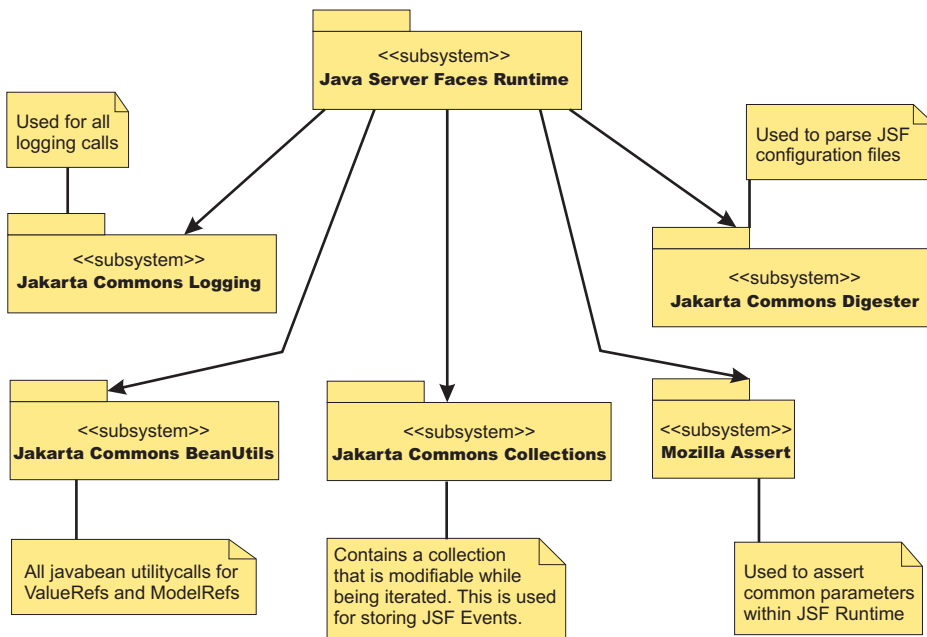 <<subsystem>>
Java Server Faces Runtime
Used for all
logging calls
Used to parse JSF
configuration files
<<subsystem>>
Jakarta Commons Logging
<<subsystem>>
Jakarta Commons Digester
<<subsystem>>
Jakarta Commons BeanUtils
<<subsystem>>
Jakarta Commons Collections
<<subsystem>>
Mozilla Assert
All javabean utilitycalls for
ValueRefs and ModelRefs
Contains a collection
that is modifiable while
being iterated. This is used
for storing JSF Events.
Used to assert
common parameters
within JSF Runtime